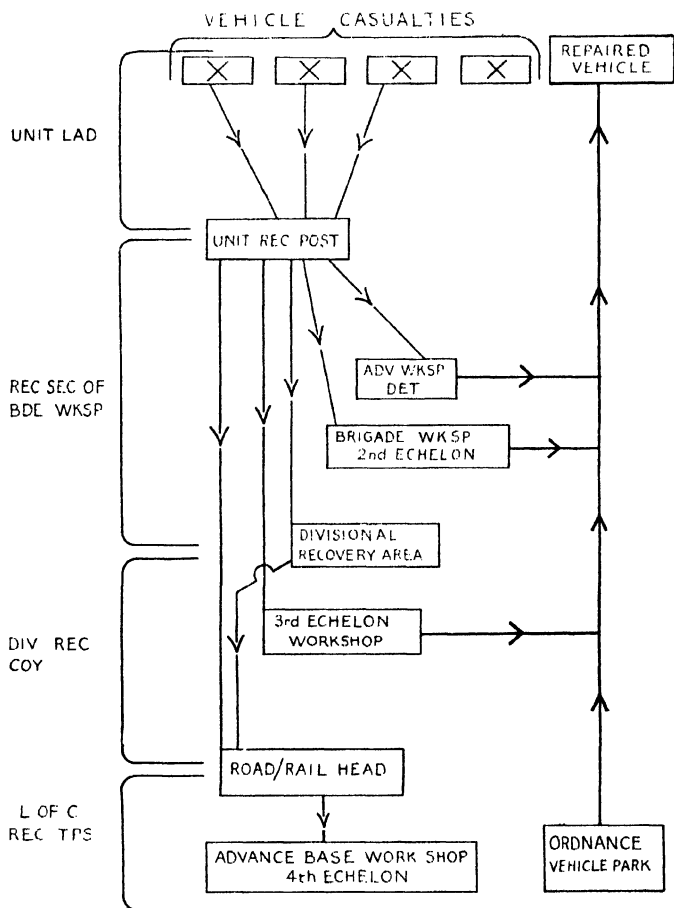 VEHICLE CASUALTIES
REPAIRED
VEHICLE
UNIT LAD
UNIT REC POST
REC SEC OF
BDE WKSP
ADV WKSP
DET
BRIGADE WKSP
2nd ECHELON
DIVISIONAL
RECOVERY AREA
DIV REC
COY
3rd ECHELON
WORKSHOP
ROAD/RAIL HEAD
L OF C
REC TPS
ADVANCE BASE WORK SHOP
4th ECHELON
ORDNANCE
VEHICLE PARK